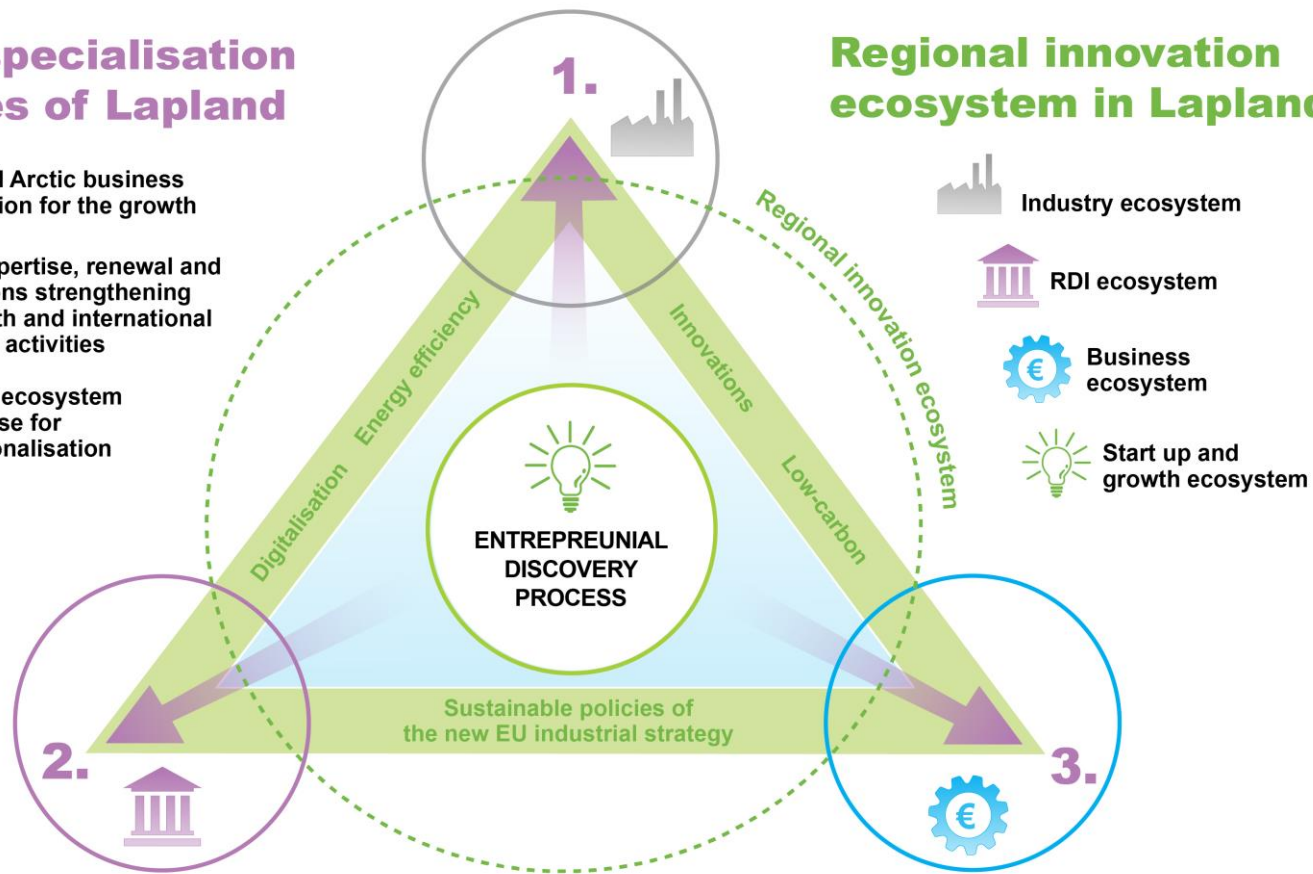 specialisation
es of Lapland
Arctic business
ion for the growth
pertise, renewal and
ons strengthening
th and international
activities
ecosystem
se for
onalisation
1.
Regional innovation
ecosystem in Lapland
Industry ecosystem
RDI ecosystem
Business
ecosystem
Start up and
growth ecosystem
Regional innovation ecosystem
Energy efficiency
Digitalisation
Innovations
Low-carbon
ENTREPREUNIAL
DISCOVERY
PROCESS
Sustainable policies of
the new EU industrial strategy
2.
3.